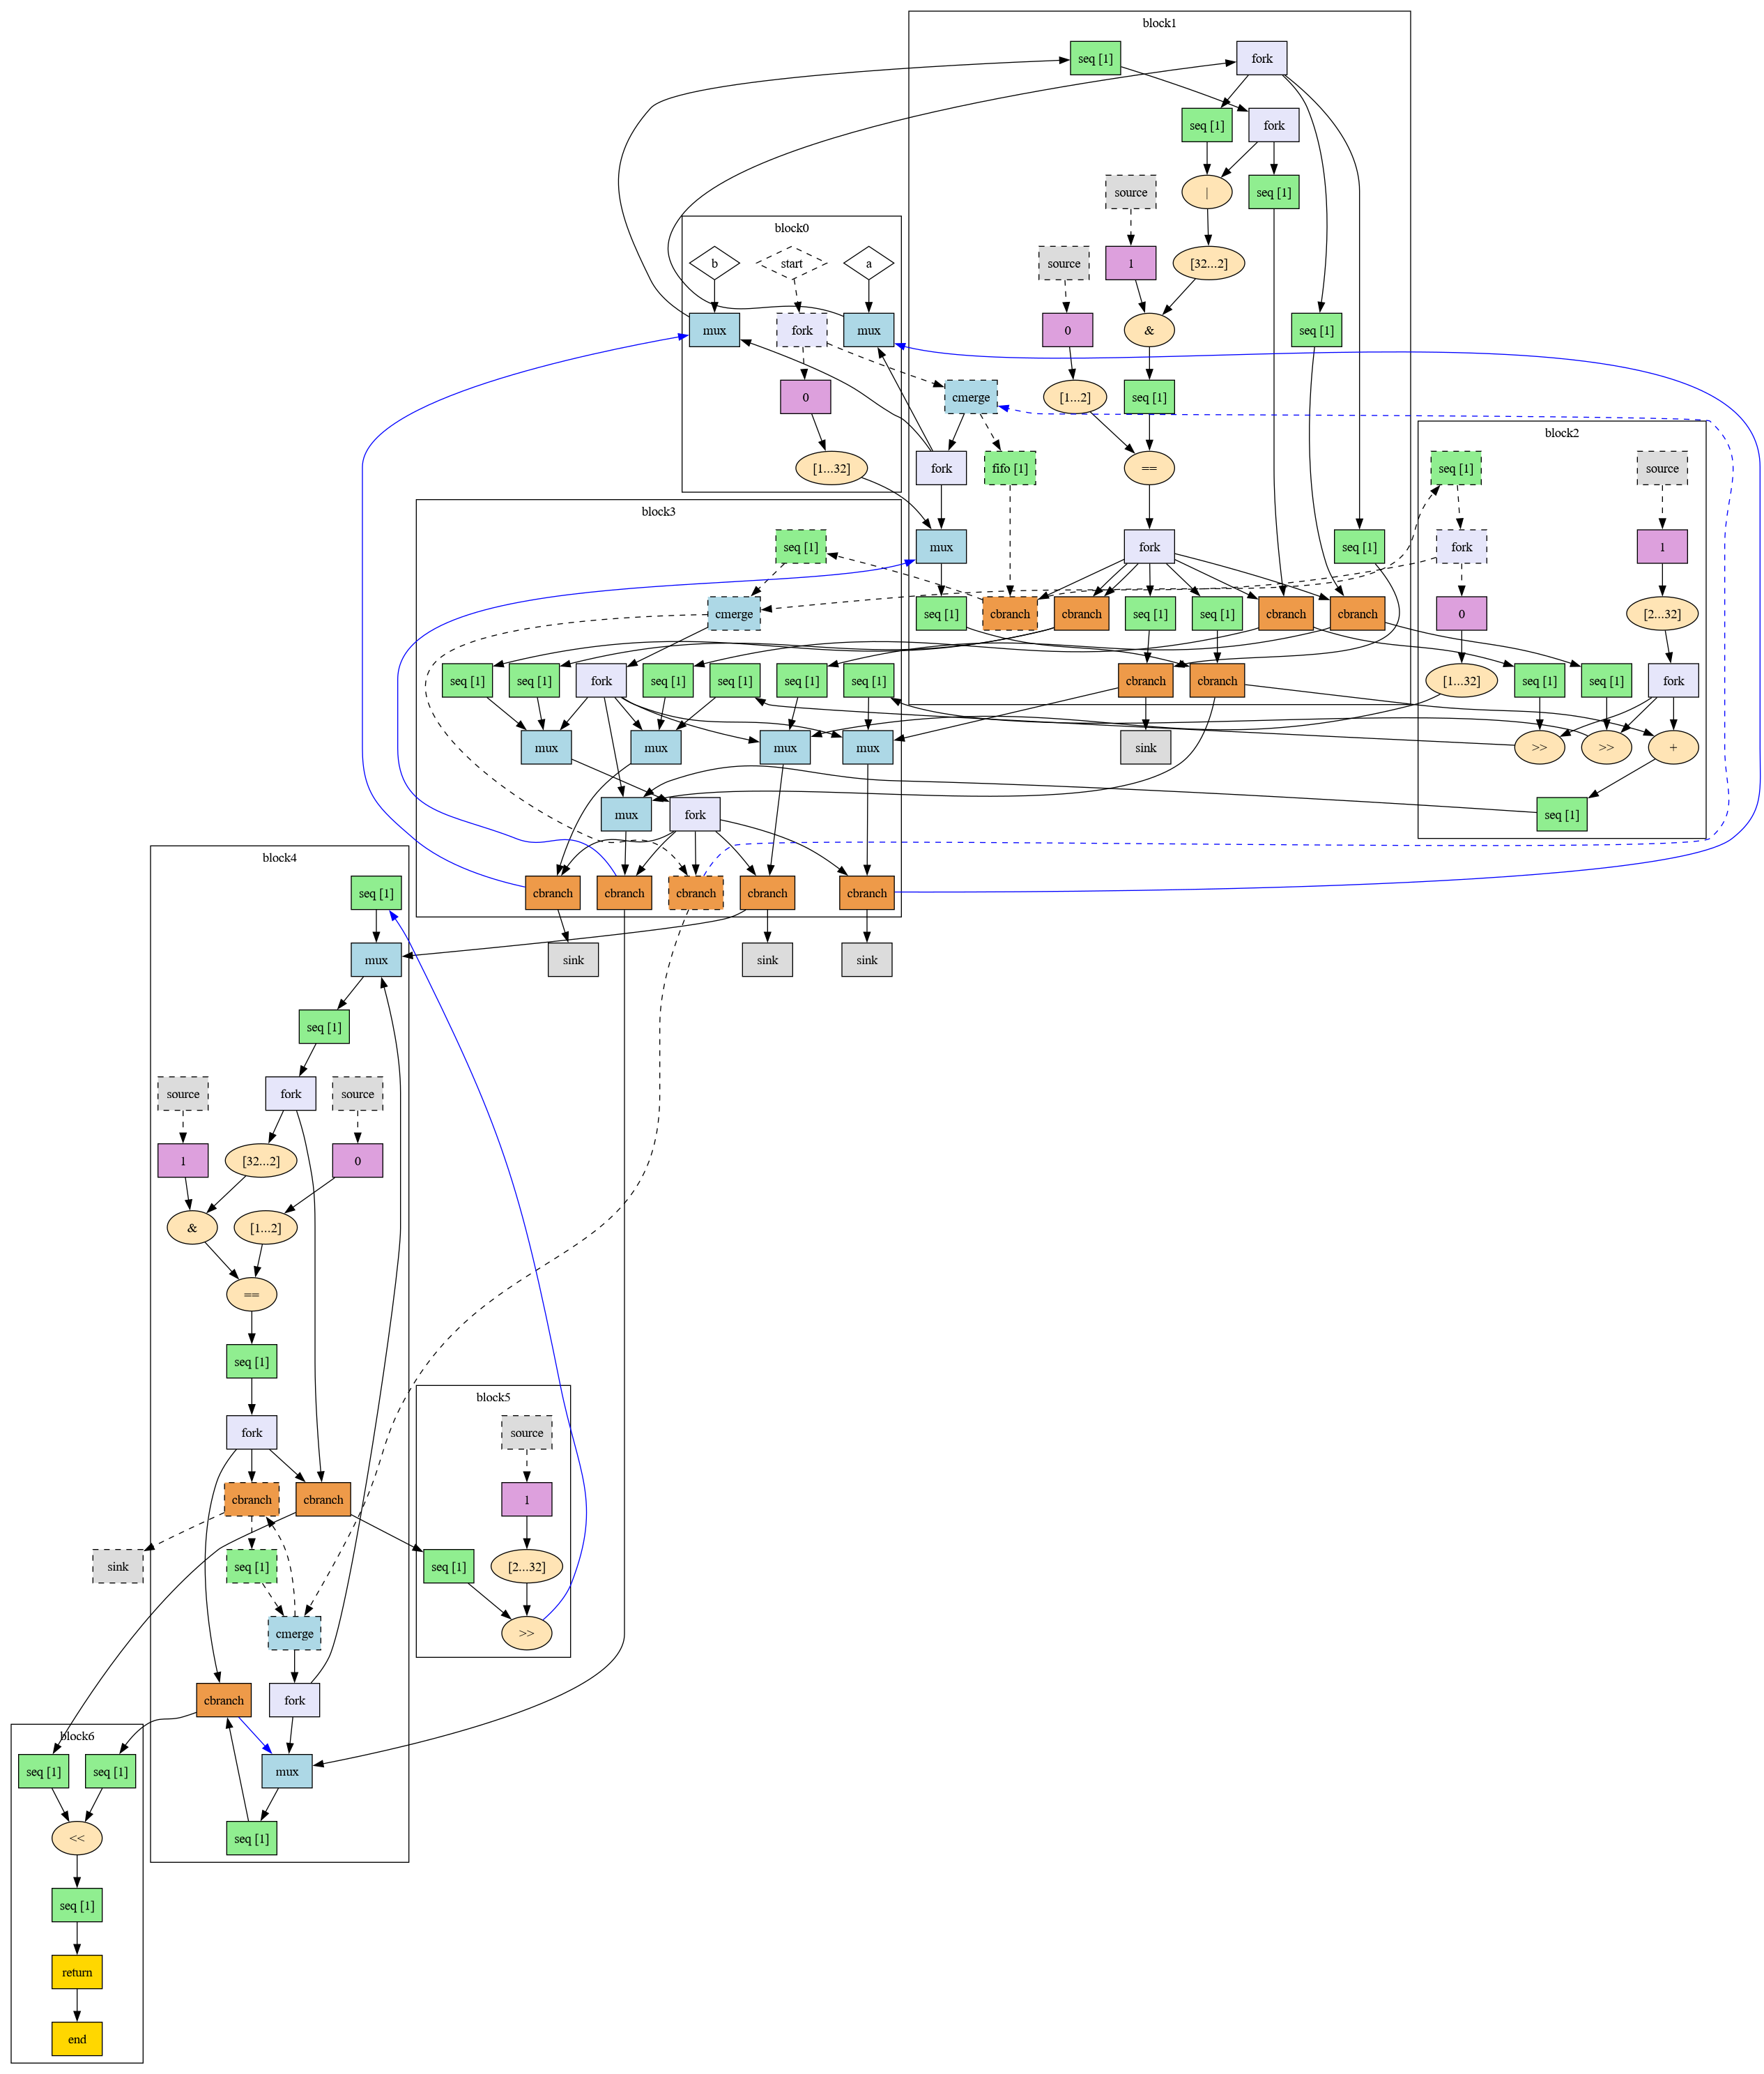 block1
seq [1]
fork
seq [1]
fork
source
|
seq [1]
block0
b
start
a
source
1
[32...2]
mux
fork
mux
0
&
seq [1]
0
cmerge
[1...2]
seq [1]
block2
[1...32]
fork
fifo [1]
==
seq [1]
source
block3
seq [1]
mux
fork
seq [1]
fork
1
cmerge
seq [1]
cbranch
cbranch
seq [1]
seq [1]
cbranch
cbranch
0
[2...32]
seq [1]
seq [1]
fork
seq [1]
seq [1]
seq [1]
seq [1]
cbranch
cbranch
[1...32]
seq [1]
seq [1]
fork
mux
mux
mux
mux
sink
>>
>>
+
mux
fork
seq [1]
block4
seq [1]
cbranch
cbranch
cbranch
cbranch
cbranch
mux
sink
sink
sink
seq [1]
source
fork
source
1
[32...2]
0
&
[1...2]
==
seq [1]
block5
fork
source
cbranch
cbranch
1
sink
seq [1]
seq [1]
[2...32]
cmerge
>>
cbranch
fork
block6
seq [1]
seq [1]
mux
<<
seq [1]
seq [1]
return
end